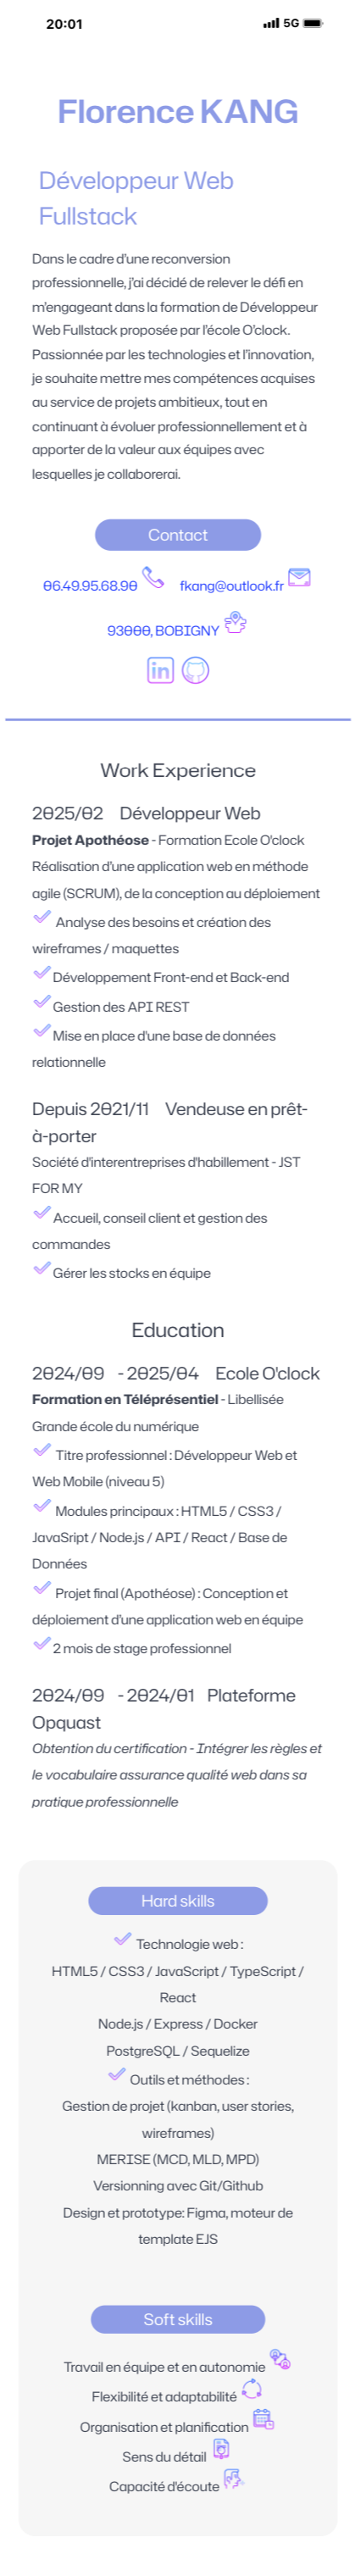 20:01
5G
Florence KANG
Développeur Web
Fullstack
Dans le cadre d'une reconversion
professionnelle, j'ai décidé de relever le défi en
m'engageant dans la formation de Développeur
Web Fullstack proposée par l'école O'clock.
Passionnée par les technologies et l'innovation,
je souhaite mettre mes compétences acquises
au service de projets ambitieux, tout en
continuant à évoluer professionnellement et à
apporter de la valeur aux équipes avec
lesquelles je collaborerai.
Contact
06.49.95.68.90 fkang@outlook.fr
93000, BOBIGNY
in
Work Experience
2025/02 Développeur Web
Projet Apothéose - Formation Ecole O'clock
Réalisation d'une application web en méthode
agile (SCRUM), de la conception au déploiement
Analyse des besoins et création des
wireframes / maquettes
Développement Front-end et Back-end
Gestion des API REST
Mise en place d'une base de données
relationnelle
Depuis 2021/11 Vendeuse en prêt-
à-porter
Société d'interentreprises d'habillement - JST
FOR MY
Accueil, conseil client et gestion des
commandes
Gérer les stocks en équipe
Education
2024/09 - 2025/04 Ecole O'clock
Formation en Téléprésentiel - Libellisée
Grande école du numérique
Titre professionnel : Développeur Web et
Web Mobile (niveau 5)
Modules principaux : HTML5 / CSS3 /
JavaSript / Node.js / API / React / Base de
Données
Projet final (Apothéose) : Conception et
déploiement d'une application web en équipe
2 mois de stage professionnel
2024/09 - 2024/01 Plateforme
Opquast
Obtention du certification - Intégrer les règles et
le vocabulaire assurance qualité web dans sa
pratique professionnelle
Hard skills
Technologie web :
HTML5 / CSS3 / JavaScript / TypeScript /
React
Node.js / Express / Docker
PostgreSQL / Sequelize
Outils et méthodes :
Gestion de projet (kanban, user stories,
wireframes)
MERISE (MCD, MLD, MPD)
Versionning avec Git/Github
Design et prototype: Figma, moteur de
template EJS
Soft skills
Travail en équipe et en autonomie
Flexibilité et adaptabilité
Organisation et planification
Sens du détail
Capacité d'écoute